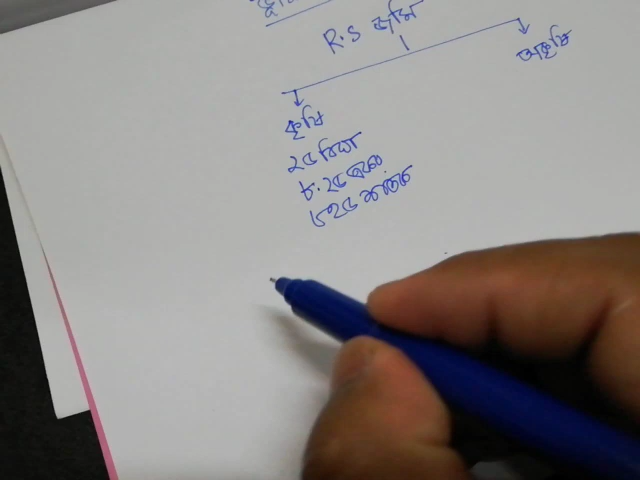 R.S জমি
কৃষি
অকৃষি
২৫ বিঘা
৮.২৫ একর
৮২৫ শতাংশ